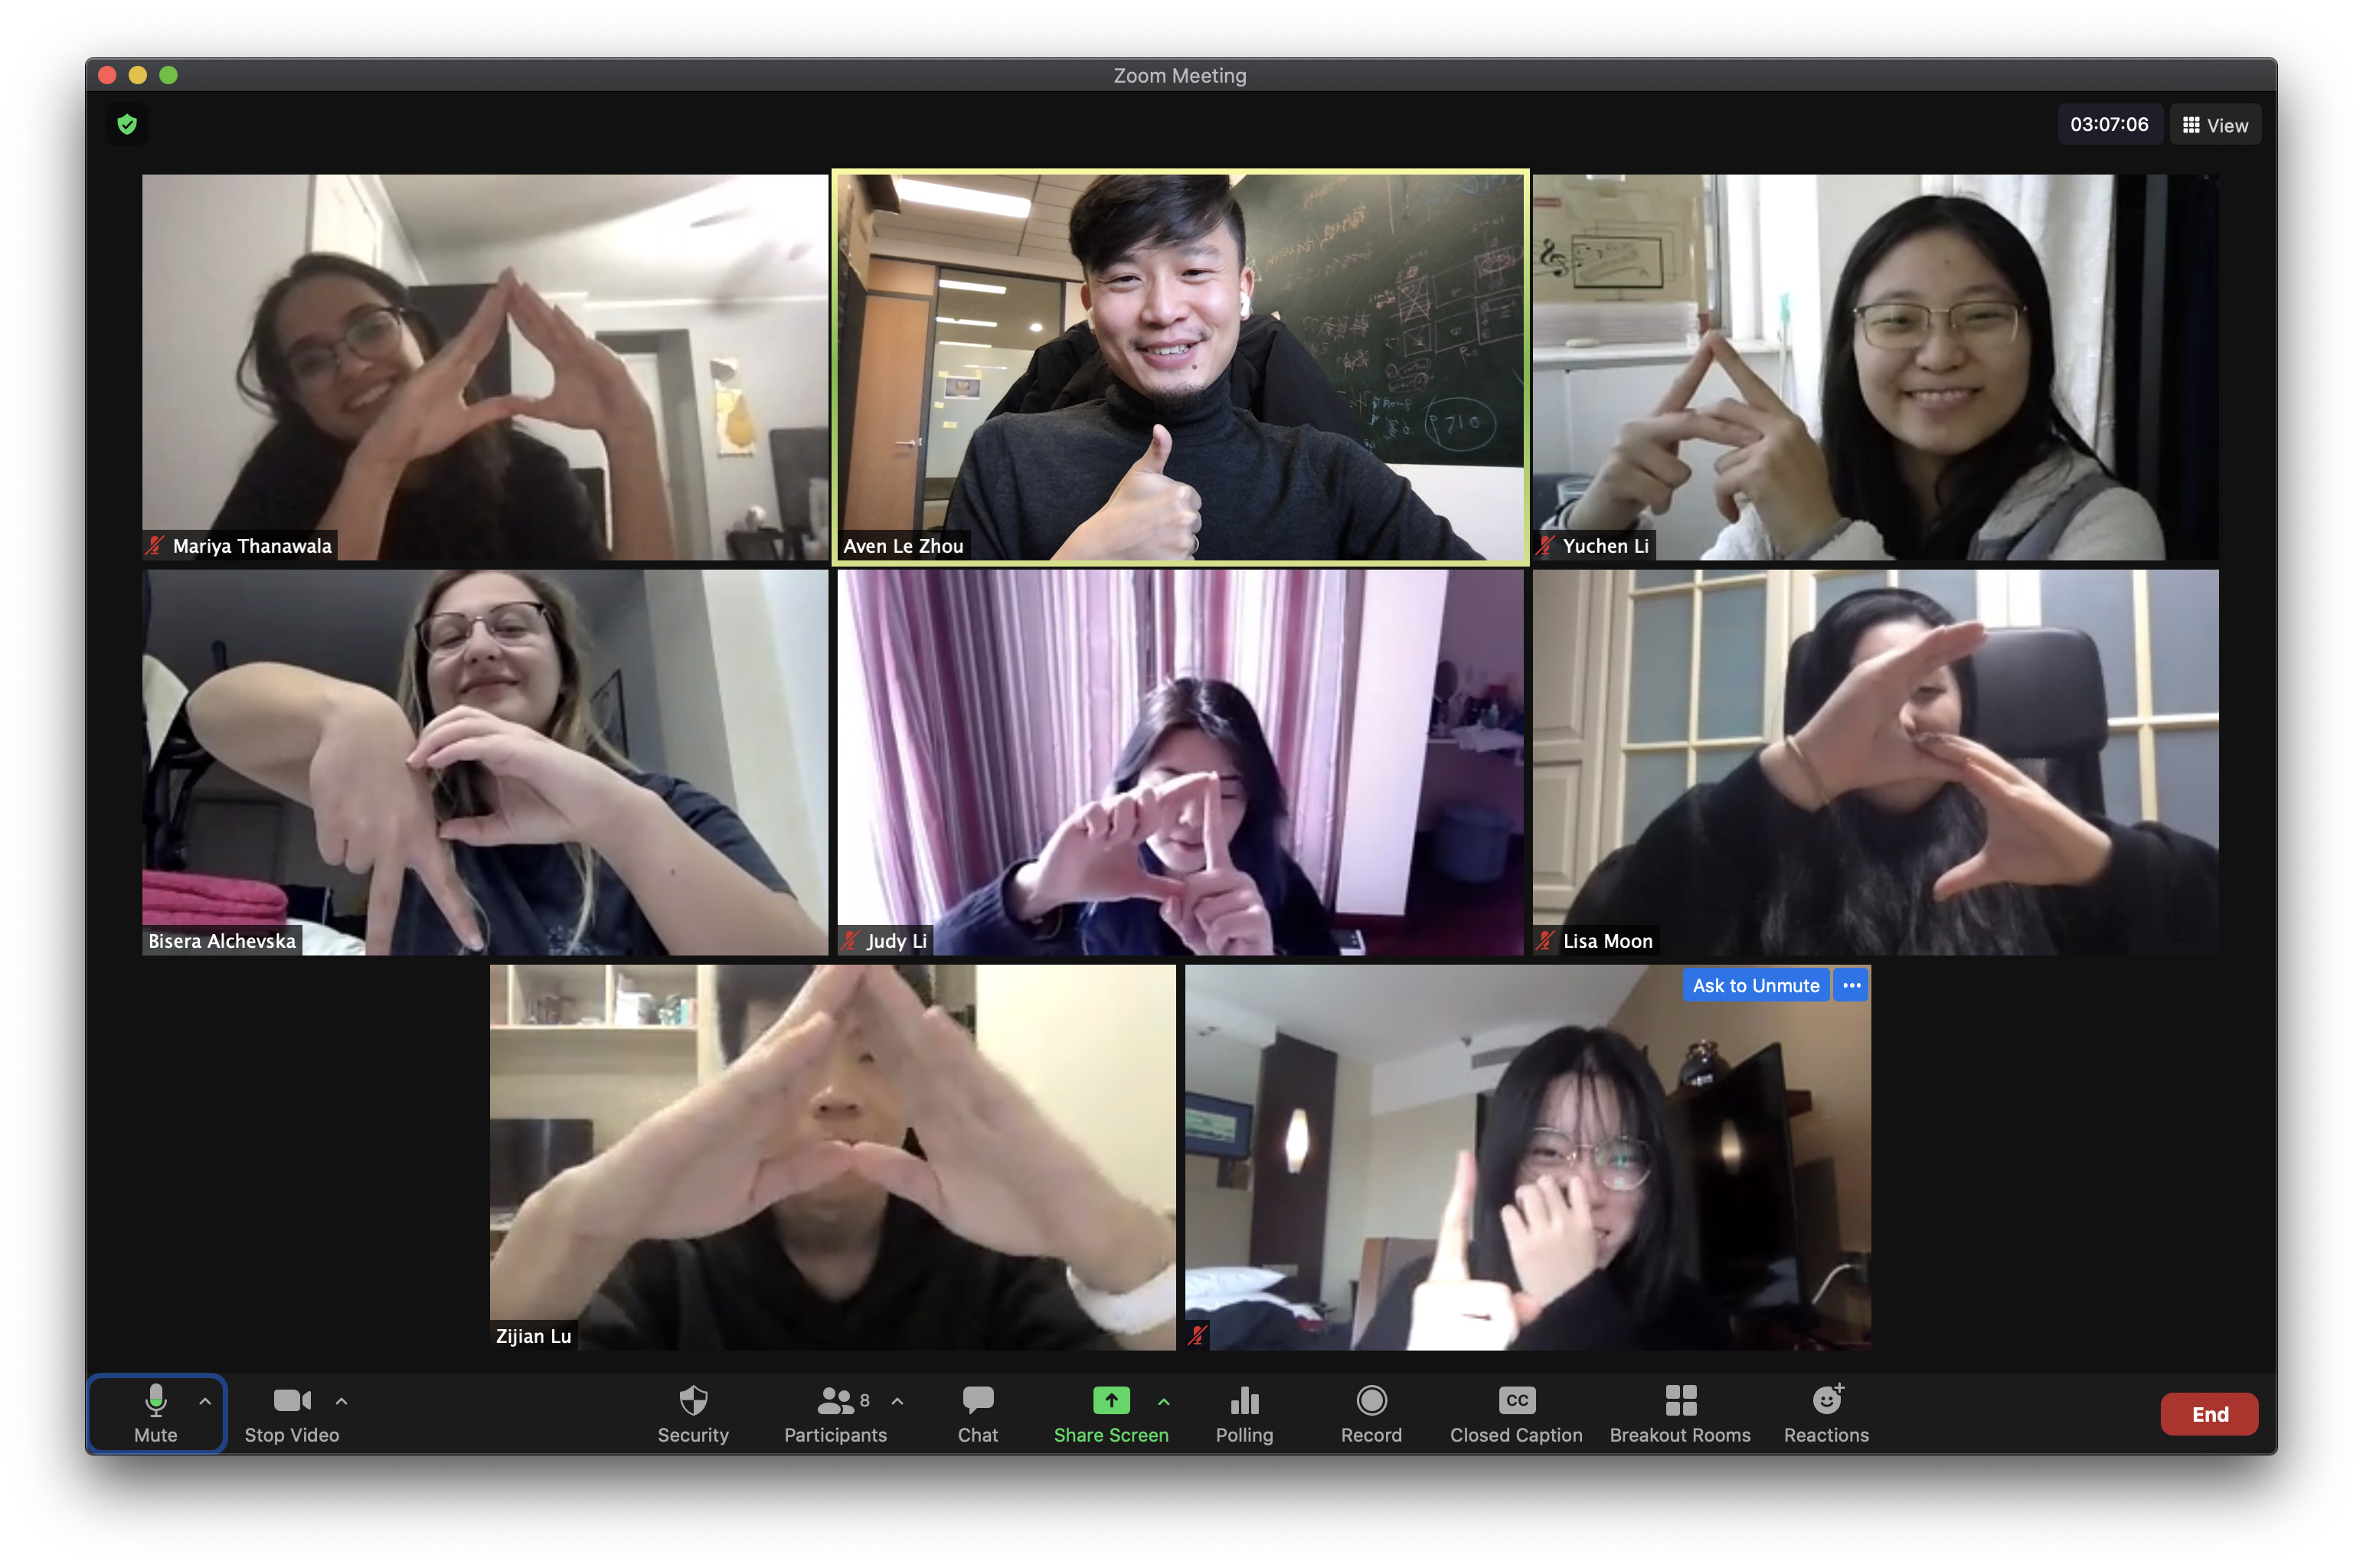 Zoom Meeting
03:07:06
View
Mariya Thanawala
Aven Le Zhou
Yuchen Li
P710
Bisera Alchevska
Judy Li
Lisa Moon
Ask to Unmute
Zijian Lu
8
Mute
Stop Video
Security
Participants
Chat
Share Screen
Polling
Record
CC
Closed Caption
Breakout Rooms
Reactions
End